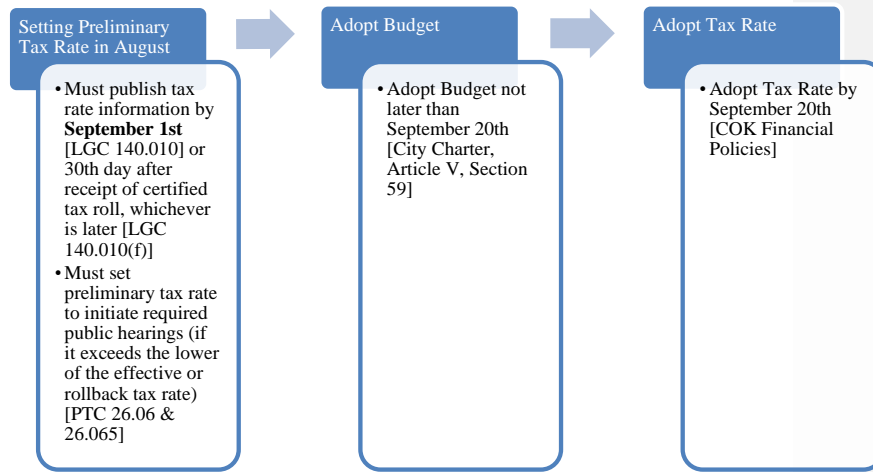 Setting Preliminary
Tax Rate in August
• Must publish tax
rate information by
September 1st
[LGC 140.010] or
30th day after
receipt of certified
tax roll, whichever
is later [LGC
140.010(f)]
• Must set
preliminary tax rate
to initiate required
public hearings (if
it exceeds the lower
of the effective or
rollback tax rate)
[PTC 26.06 &
26.065]
Adopt Budget
• Adopt Budget not
later than
September 20th
[City Charter,
Article V, Section
59]
Adopt Tax Rate
• Adopt Tax Rate by
September 20th
[COK Financial
Policies]